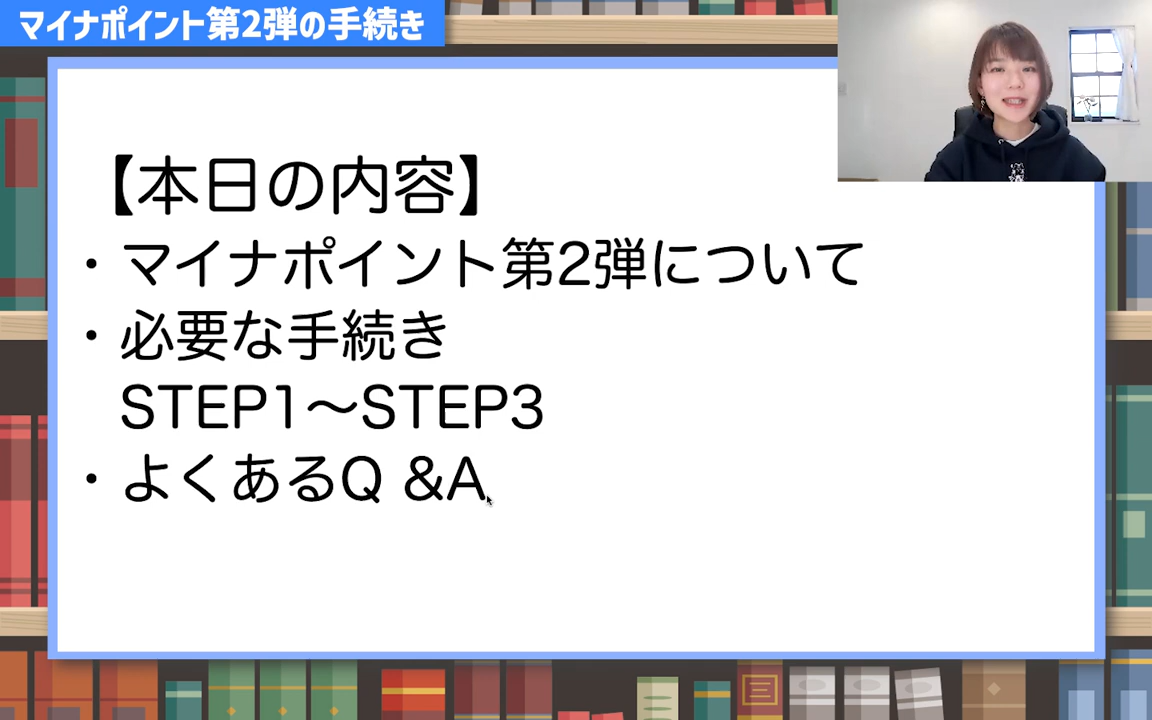 マイナポイント第2弾の手続き
【本日の内容】
・マイナポイント第2弾について
・必要な手続き
STEP1〜STEP3
・よくあるQ &A